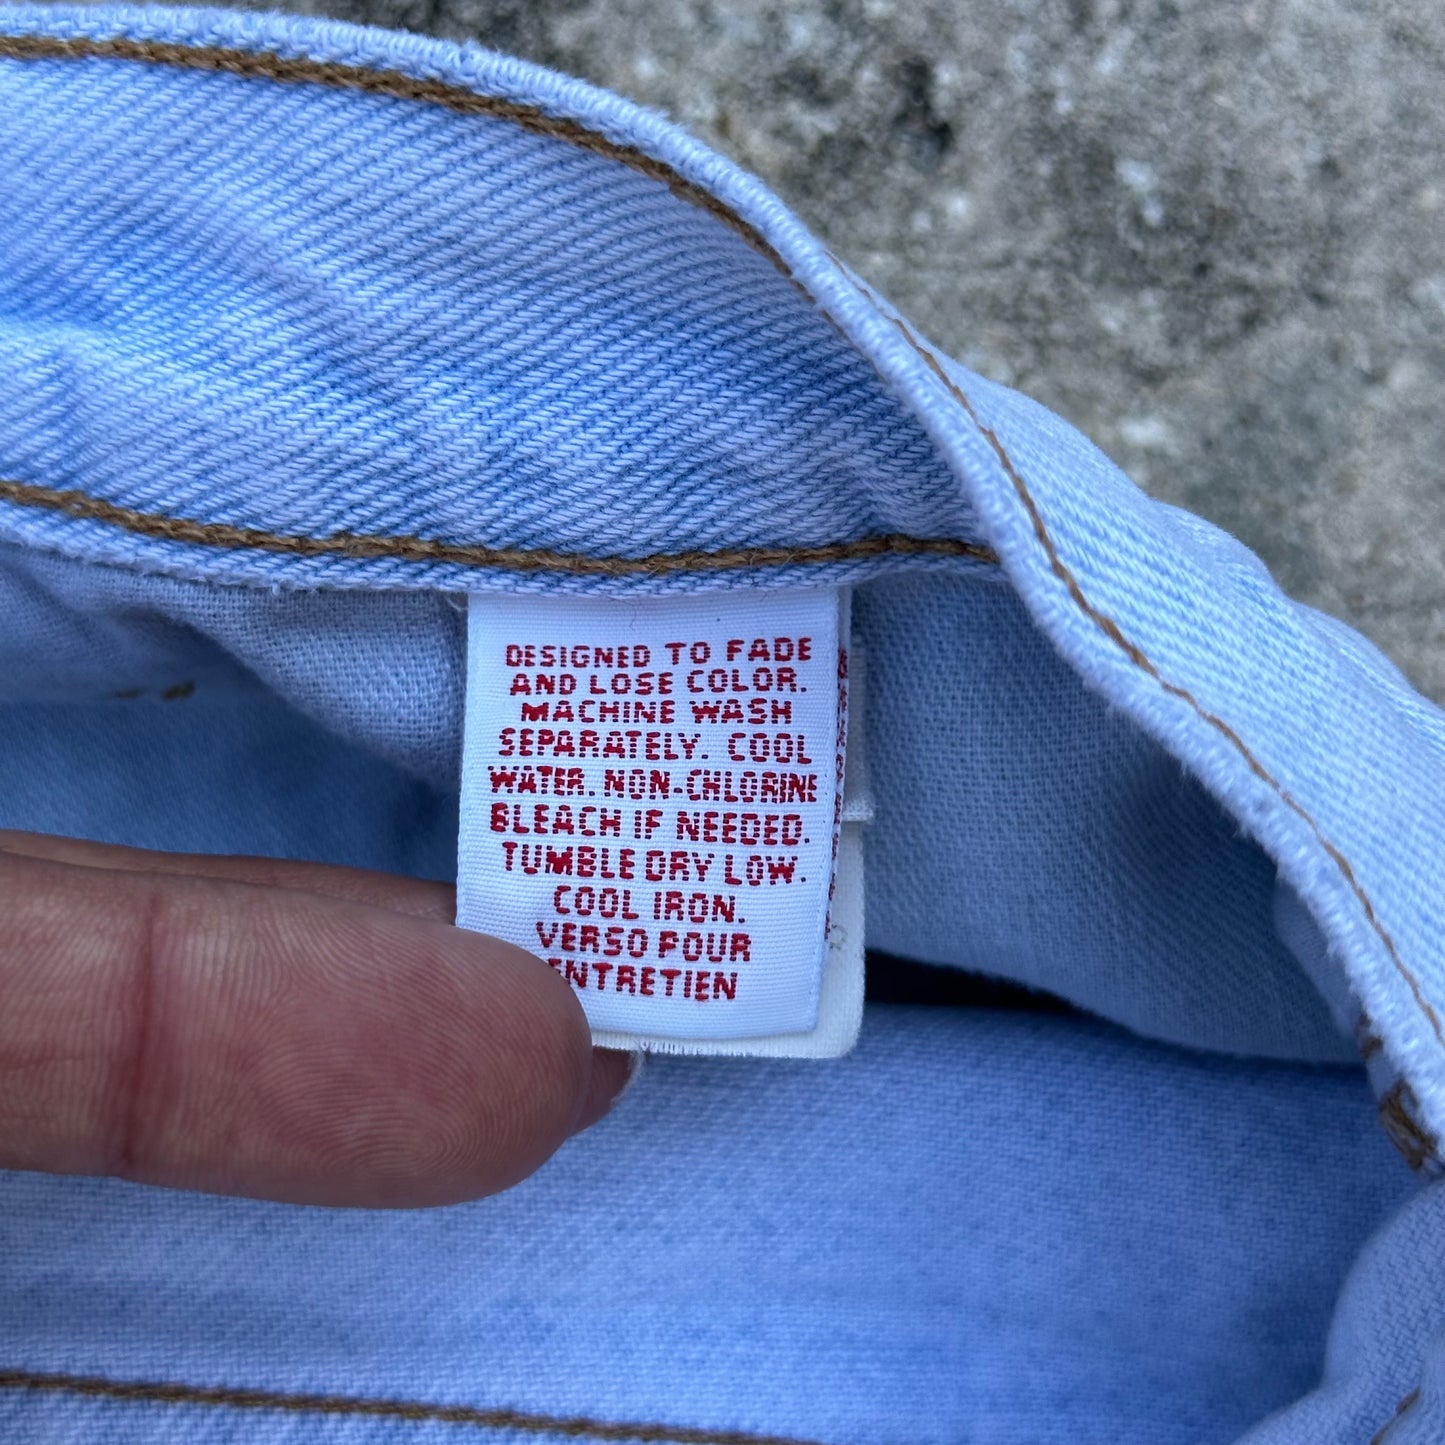 DESIGNED TO FADE
AND LOSE COLOR.
MACHINE WASH
SEPARATELY. COOL
WATER. NON-CHLORINE
BLEACH IF NEEDED.
TUMBLE DRY LOW.
COOL IRON.
VERSO POUR
ENTRETIEN